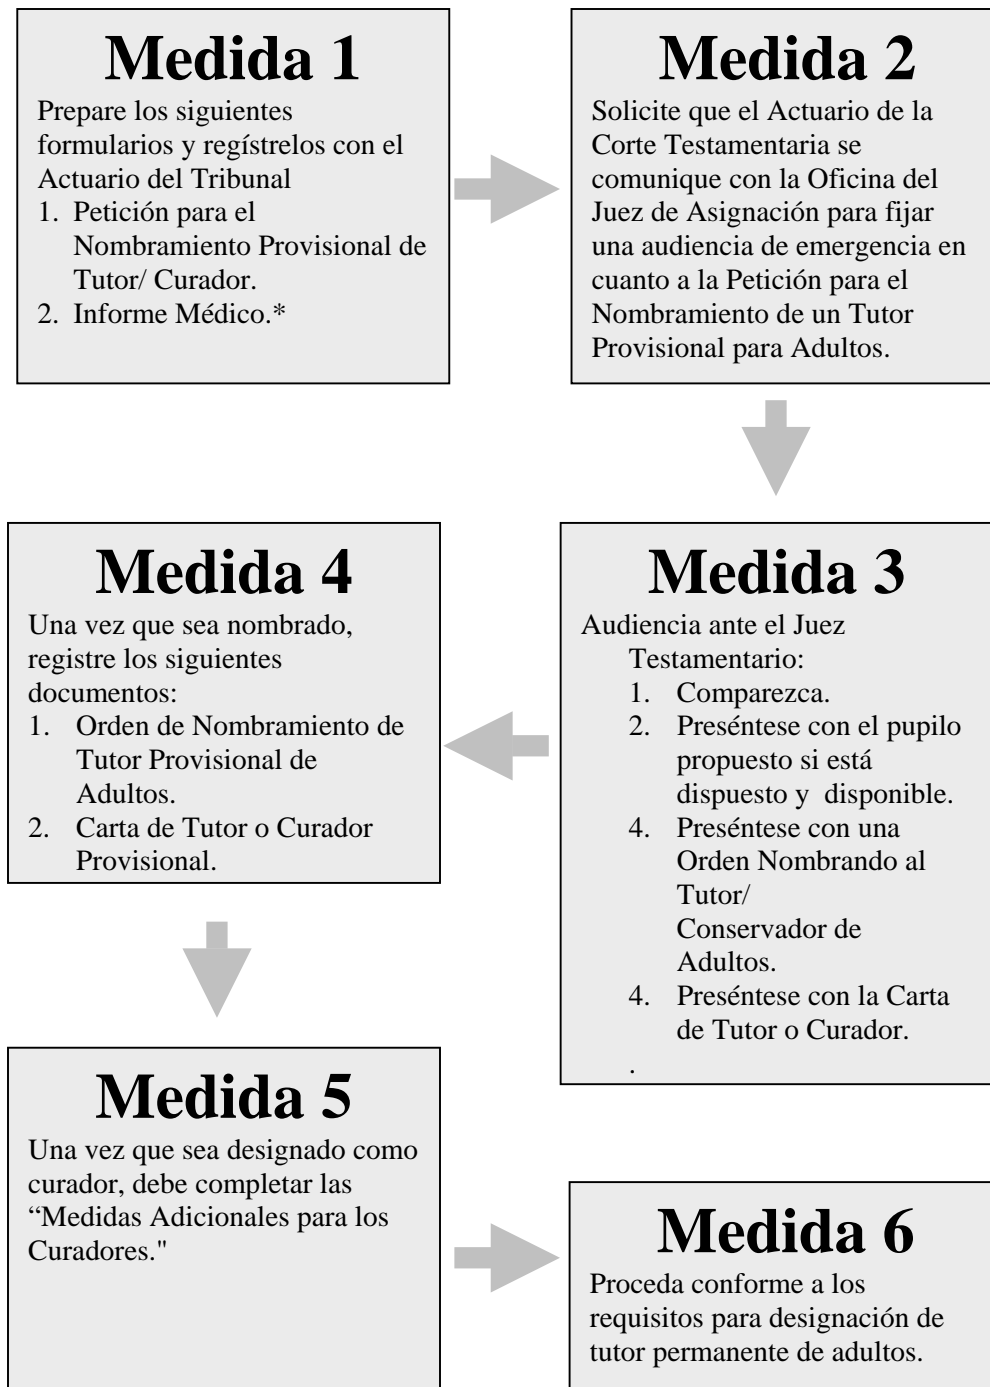 Medida 1
Prepare los siguientes
formularios y regístrelos con el
Actuario del Tribunal
1. Petición para el
Nombramiento Provisional de
Tutor/ Curador.
2. Informe Médico.*
Medida 2
Solicite que el Actuario de la
Corte Testamentaria se
comunique con la Oficina del
Juez de Asignación para fijar
una audiencia de emergencia en
cuanto a la Petición para el
Nombramiento de un Tutor
Provisional para Adultos.
Medida 3
Audiencia ante el Juez
Testamentario:
1. Comparezca.
2. Preséntese con el pupilo
propuesto si está
dispuesto y  disponible.
4. Preséntese con una
Orden Nombrando al
Tutor/
Conservador de
Adultos.
4. Preséntese con la Carta
de Tutor o Curador.
.
Medida 4
Una vez que sea nombrado,
registre los siguientes
documentos:
1. Orden de Nombramiento de
Tutor Provisional de
Adultos.
2. Carta de Tutor o Curador
Provisional.
Medida 5
Una vez que sea designado como
curador, debe completar las
“Medidas Adicionales para los
Curadores."
Medida 6
Proceda conforme a los
requisitos para designación de
tutor permanente de adultos.